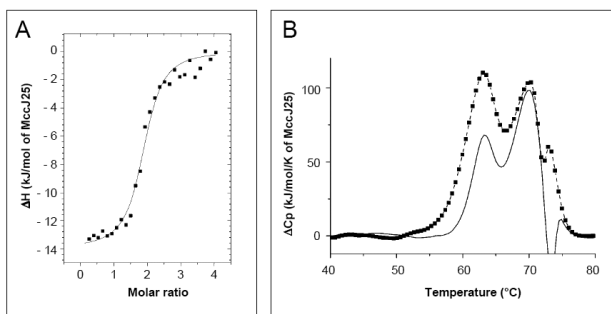 A
ΔH (kJ/mol of MccJ25)
0
- 2
- 4
- 6
- 8
- 10
- 12
- 14
0 1 2 3 4
Molar ratio
B
ΔCp (kJ/mol/K of MccJ25)
100
50
0
40 50 60 70 80
Temperature (°C)